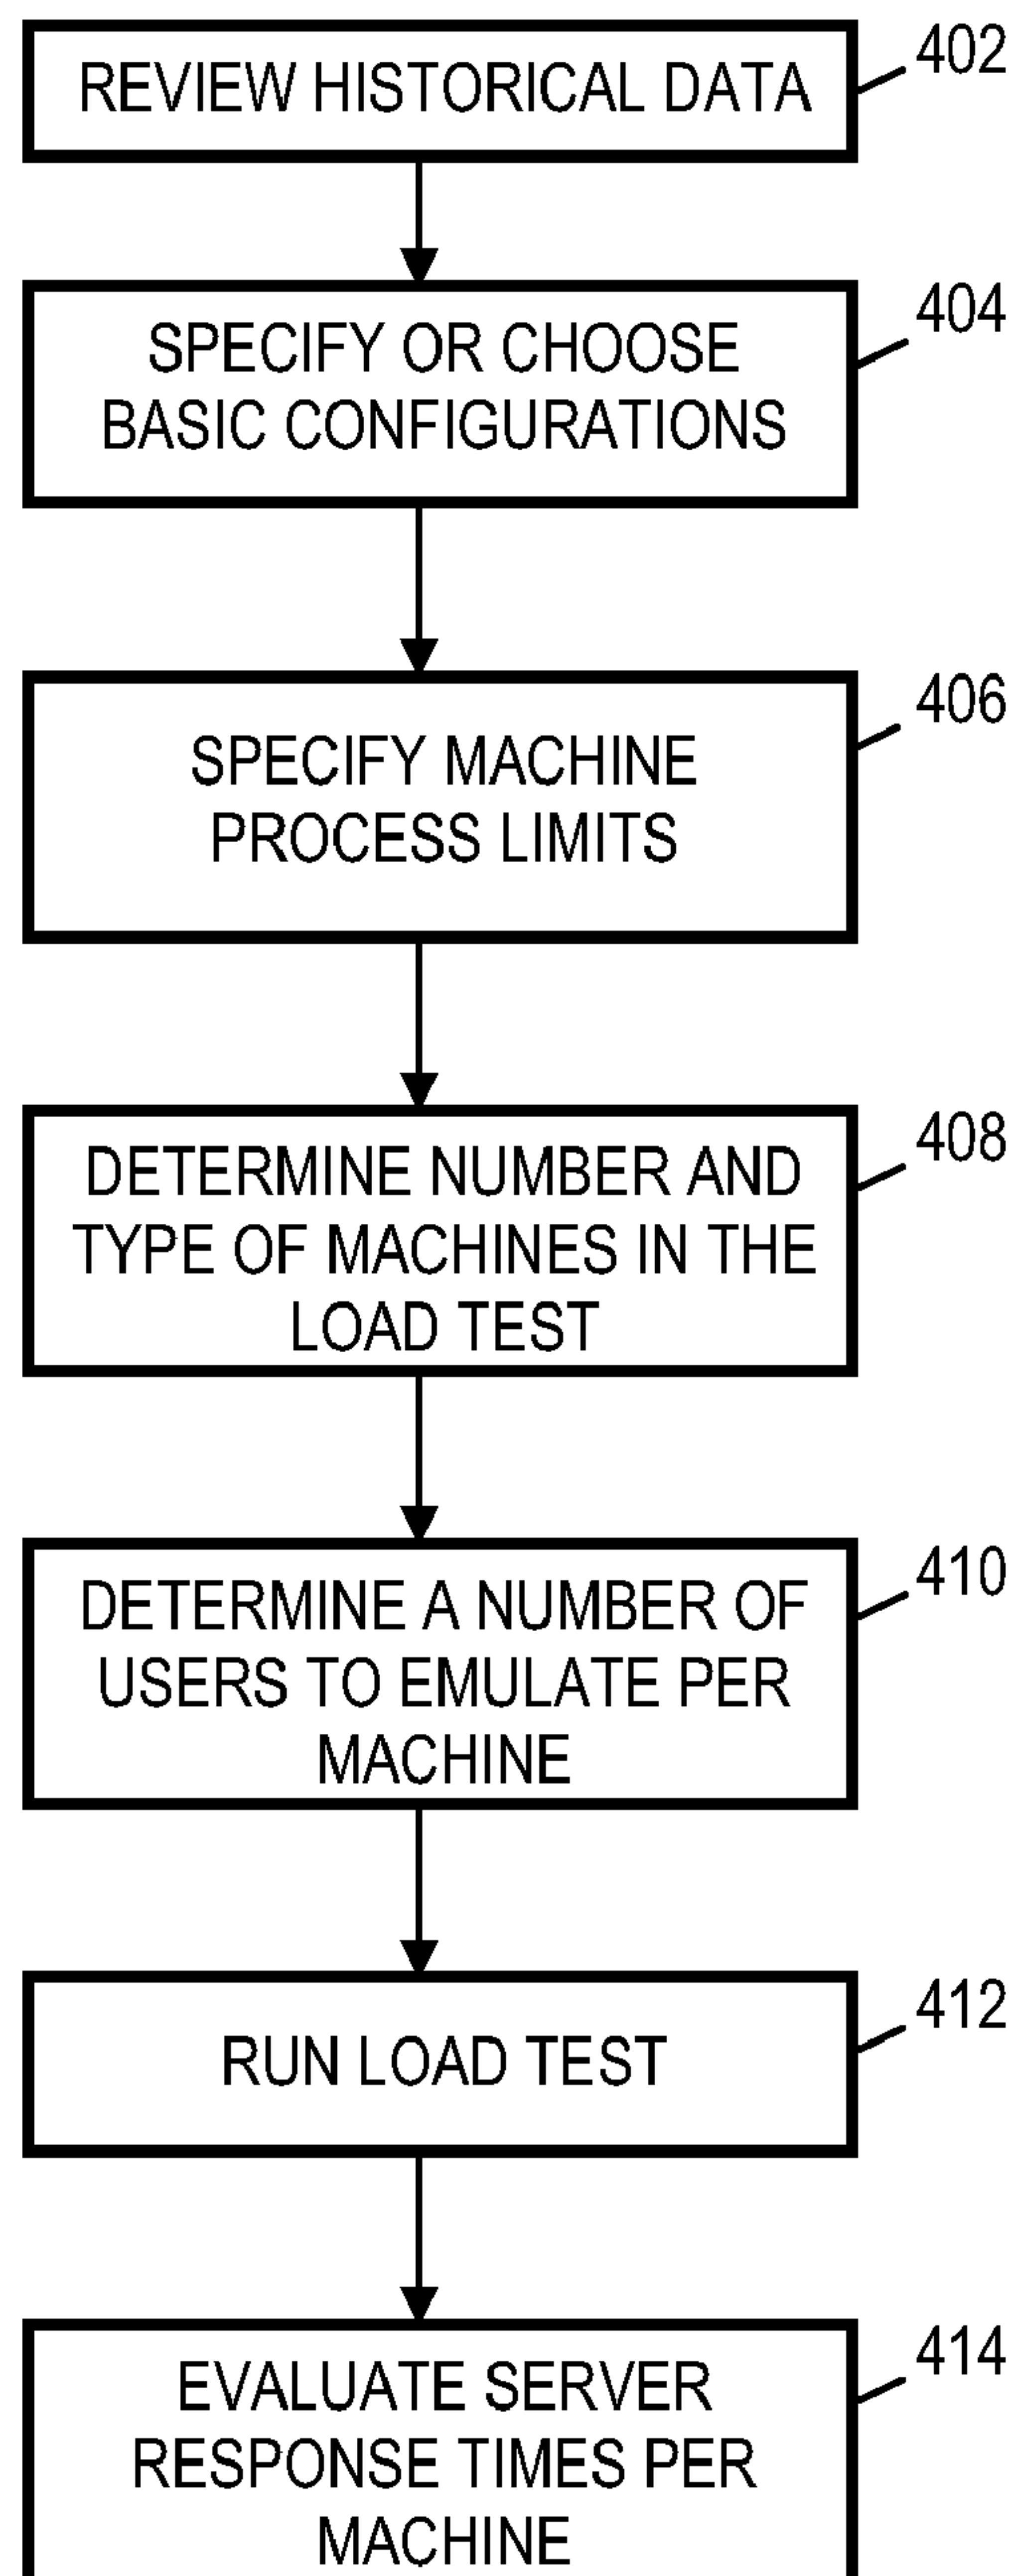 REVIEW HISTORICAL DATA
402
SPECIFY OR CHOOSE
BASIC CONFIGURATIONS
404
SPECIFY MACHINE
PROCESS LIMITS
406
DETERMINE NUMBER AND
TYPE OF MACHINES IN THE
LOAD TEST
408
DETERMINE A NUMBER OF
USERS TO EMULATE PER
MACHINE
410
RUN LOAD TEST
412
EVALUATE SERVER
RESPONSE TIMES PER
MACHINE
414